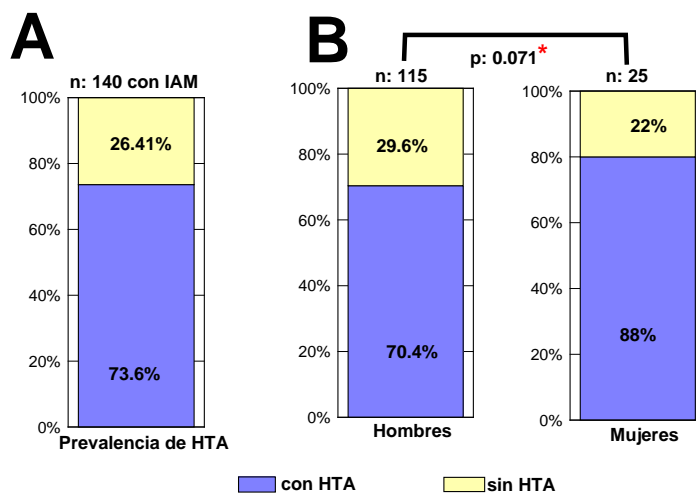 A
B
p: 0.071*
n: 140 con IAM
n: 115
n: 25
100%
80%
60%
40%
20%
0%
26.41%
73.6%
Prevalencia de HTA
100%
80%
60%
40%
20%
0%
29.6%
70.4%
Hombres
100%
80%
60%
40%
20%
0%
22%
88%
Mujeres
con HTA
sin HTA